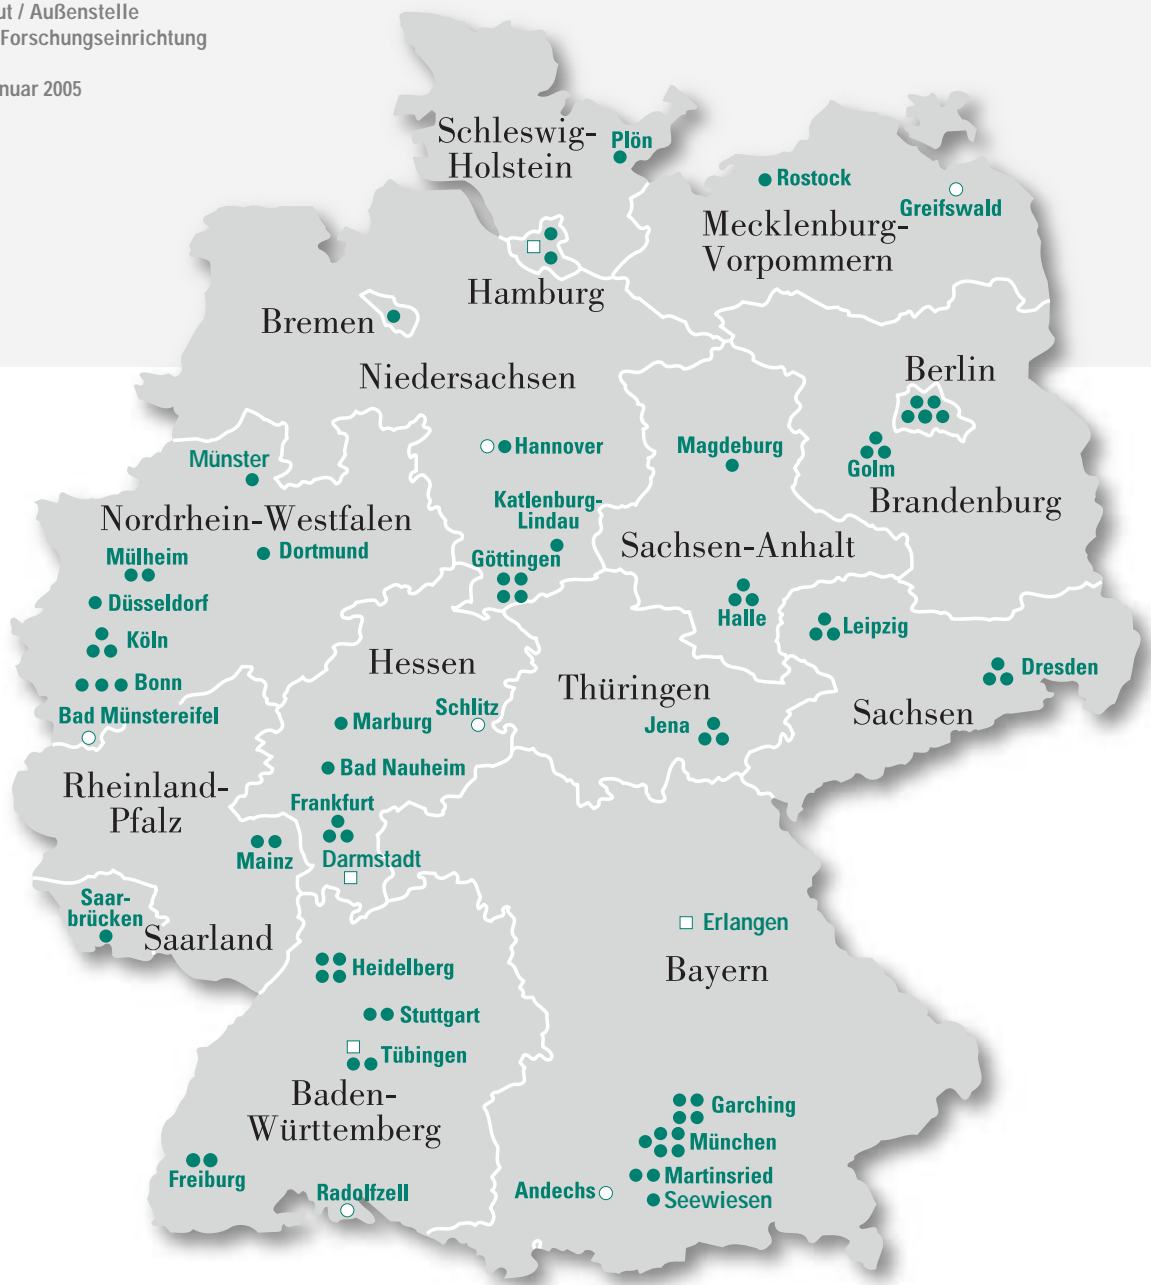 ut / Außenstelle
Forschungseinrichtung
nuar 2005
Schleswig-
Holstein
Plön
Rostock
Greifswald
Mecklenburg-
Vorpommern
Hamburg
Bremen
Niedersachsen
Berlin
Hannover
Magdeburg
Golm
Brandenburg
Münster
Katlenburg-
Lindau
Nordrhein-Westfalen
Dortmund
Göttingen
Sachsen-Anhalt
Mülheim
Düsseldorf
Halle
Leipzig
Köln
Hessen
Dresden
Bonn
Thüringen
Sachsen
Bad Münstereifel
Schlitz
Marburg
Jena
Bad Nauheim
Rheinland-
Pfalz
Frankfurt
Mainz
Darmstadt
Saar-
brücken
Saarland
Erlangen
Bayern
Heidelberg
Stuttgart
Tübingen
Baden-
Württemberg
Garching
München
Freiburg
Martinsried
Radolfzell
Andechs
Seewiesen